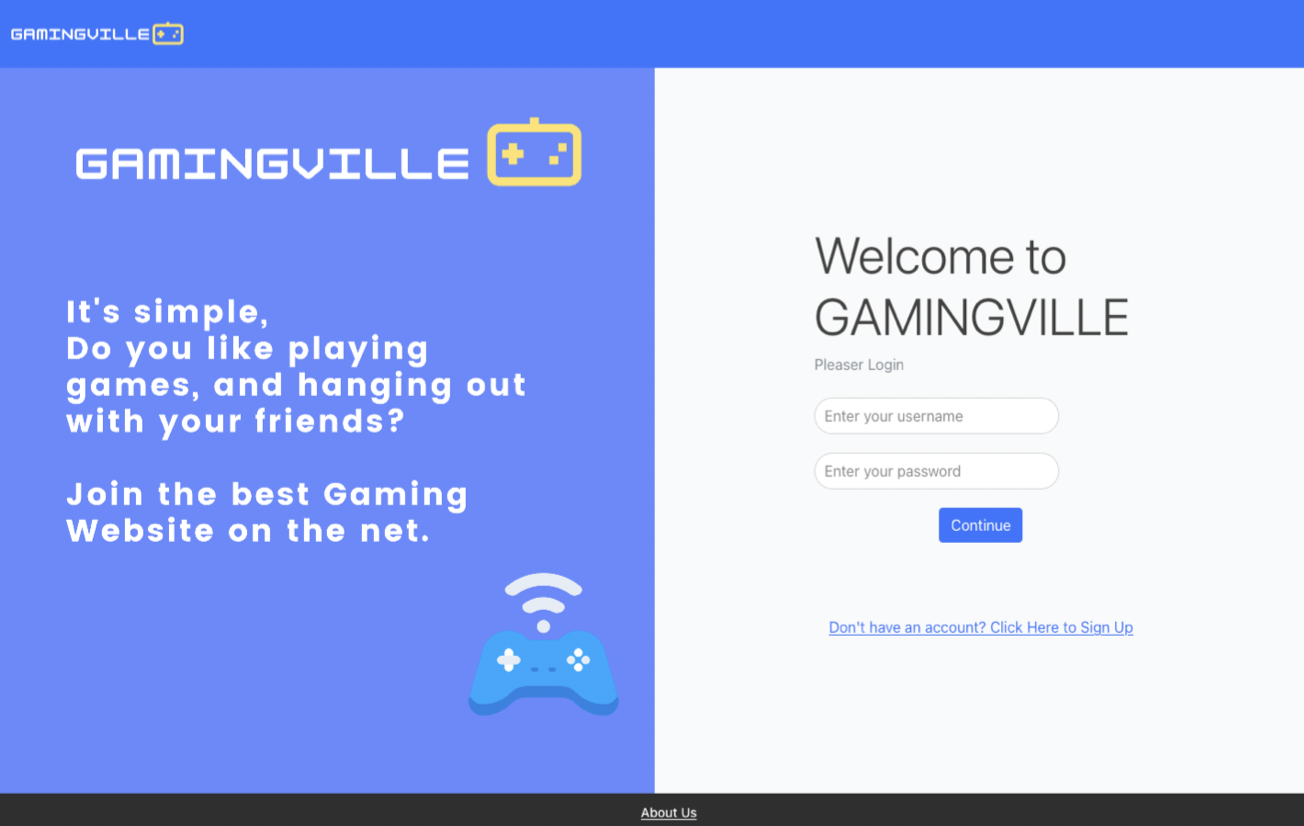 GAMINGVILLE
GAMINGVILLE
It's simple,
Do you like playing
games, and hanging out
with your friends?
Join the best Gaming
Website on the net.
Welcome to
GAMINGVILLE
Pleaser Login
Enter your username
Enter your password
Continue
Don't have an account? Click Here to Sign Up
About Us